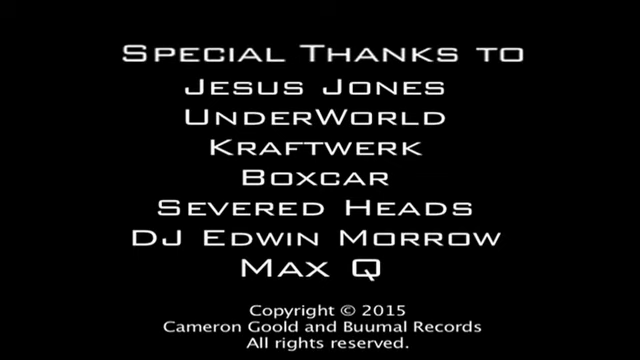 Special Thanks to
Jesus Jones
UnderWorld
Kraftwerk
Boxcar
Severed Heads
DJ Edwin Morrow
Max Q
Copyright © 2015
Cameron Goold and Buumal Records
All rights reserved.